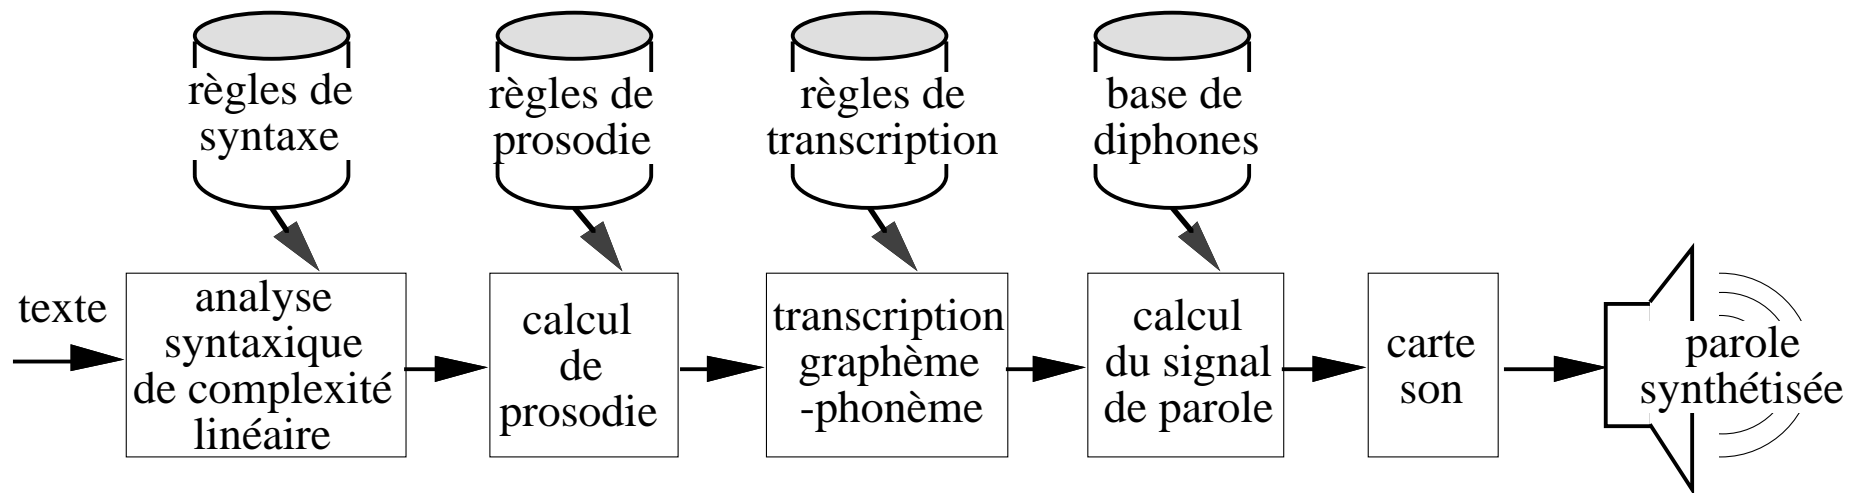 règles de
syntaxe
règles de
prosodie
règles de
transcription
base de
diphones
texte
analyse
syntaxique
de complexité
linéaire
calcul
de
prosodie
transcription
graphème
-phonème
calcul
du signal
de parole
carte
son
parole
synthétisée